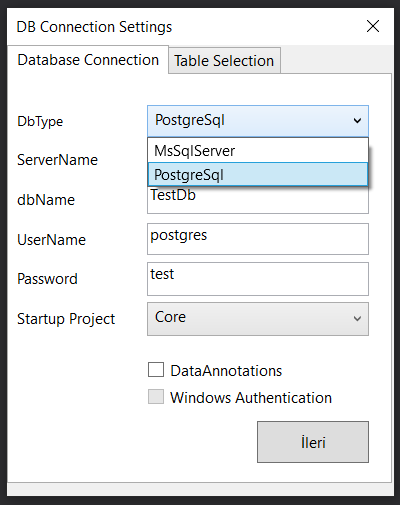 DB Connection Settings
Database Connection Table Selection
DbType PostgreSql
MsSqlServer
ServerName
PostgreSql
dbName TestDb
UserName postgres
Password test
Startup Project Core
DataAnnotations
Windows Authentication
İleri